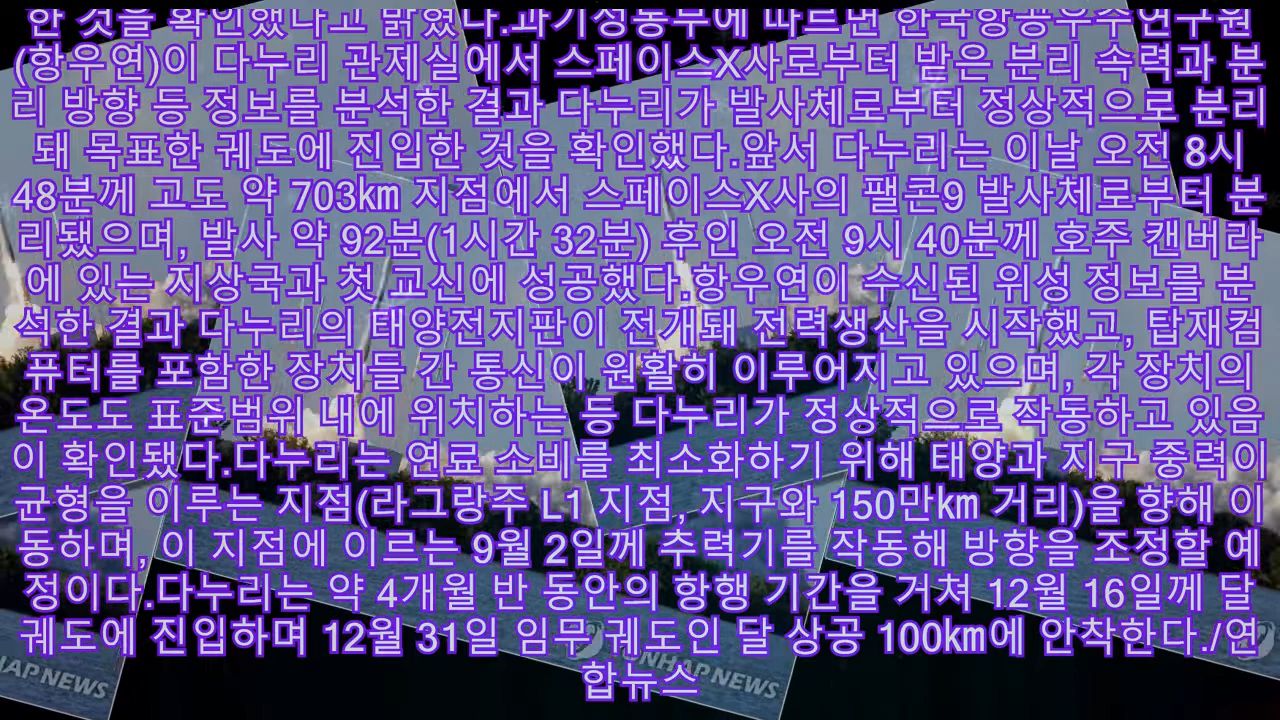 한 것을 확인했다고 밝혔다.과기정통부에 따르면 한국항공우주연구원
(항우연)이 다누리 관제실에서 스페이스X사로부터 받은 분리 속력과 분
리 방향 등 정보를 분석한 결과 다누리가 발사체로부터 정상적으로 분리
돼 목표한 궤도에 진입한 것을 확인했다.앞서 다누리는 이날 오전 8시
48분께 고도 약 703㎞ 지점에서 스페이스X사의 팰콘9 발사체로부터 분
리됐으며, 발사 약 92분(1시간 32분) 후인 오전 9시 40분께 호주 캔버라
에 있는 지상국과 첫 교신에 성공했다.항우연이 수신된 위성 정보를 분
석한 결과 다누리의 태양전지판이 전개돼 전력생산을 시작했고, 탑재컴
퓨터를 포함한 장치들 간 통신이 원활히 이루어지고 있으며, 각 장치의
온도도 표준범위 내에 위치하는 등 다누리가 정상적으로 작동하고 있음
이 확인됐다.다누리는 연료 소비를 최소화하기 위해 태양과 지구 중력이
균형을 이루는 지점(라그랑주 L1 지점, 지구와 150만㎞ 거리)을 향해 이
동하며, 이 지점에 이르는 9월 2일께 추력기를 작동해 방향을 조정할 예
정이다.다누리는 약 4개월 반 동안의 항행 기간을 거쳐 12월 16일께 달
궤도에 진입하며 12월 31일 임무 궤도인 달 상공 100㎞에 안착한다./연
합뉴스
NEWS
YONHAP NEWS